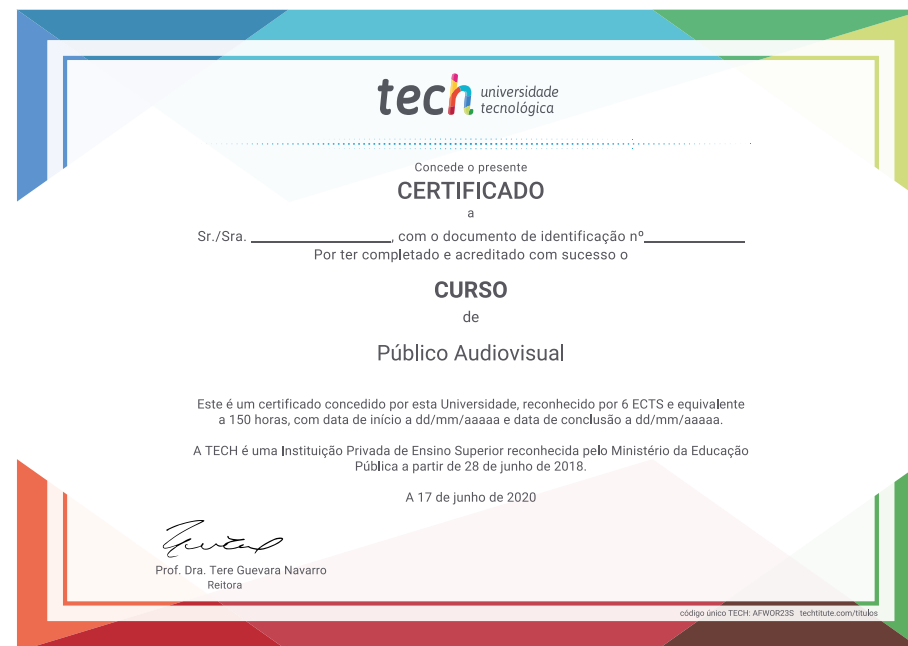 tech universidade
tecnológica
Concede o presente
CERTIFICADO
a
Sr./Sra. ____________________, com o documento de identificação nº______________
Por ter completado e acreditado com sucesso o
CURSO
de
Público Audiovisual
Este é um certificado concedido por esta Universidade, reconhecido por 6 ECTS e equivalente
a 150 horas, com data de início a dd/mm/aaaaa e data de conclusão a dd/mm/aaaaa.
A TECH é uma Instituição Privada de Ensino Superior reconhecida pelo Ministério da Educação
Pública a partir de 28 de junho de 2018.
A 17 de junho de 2020
Prof. Dra. Tere Guevara Navarro
Reitora
código único TECH: AFWOR23S techtitute.com/titulos